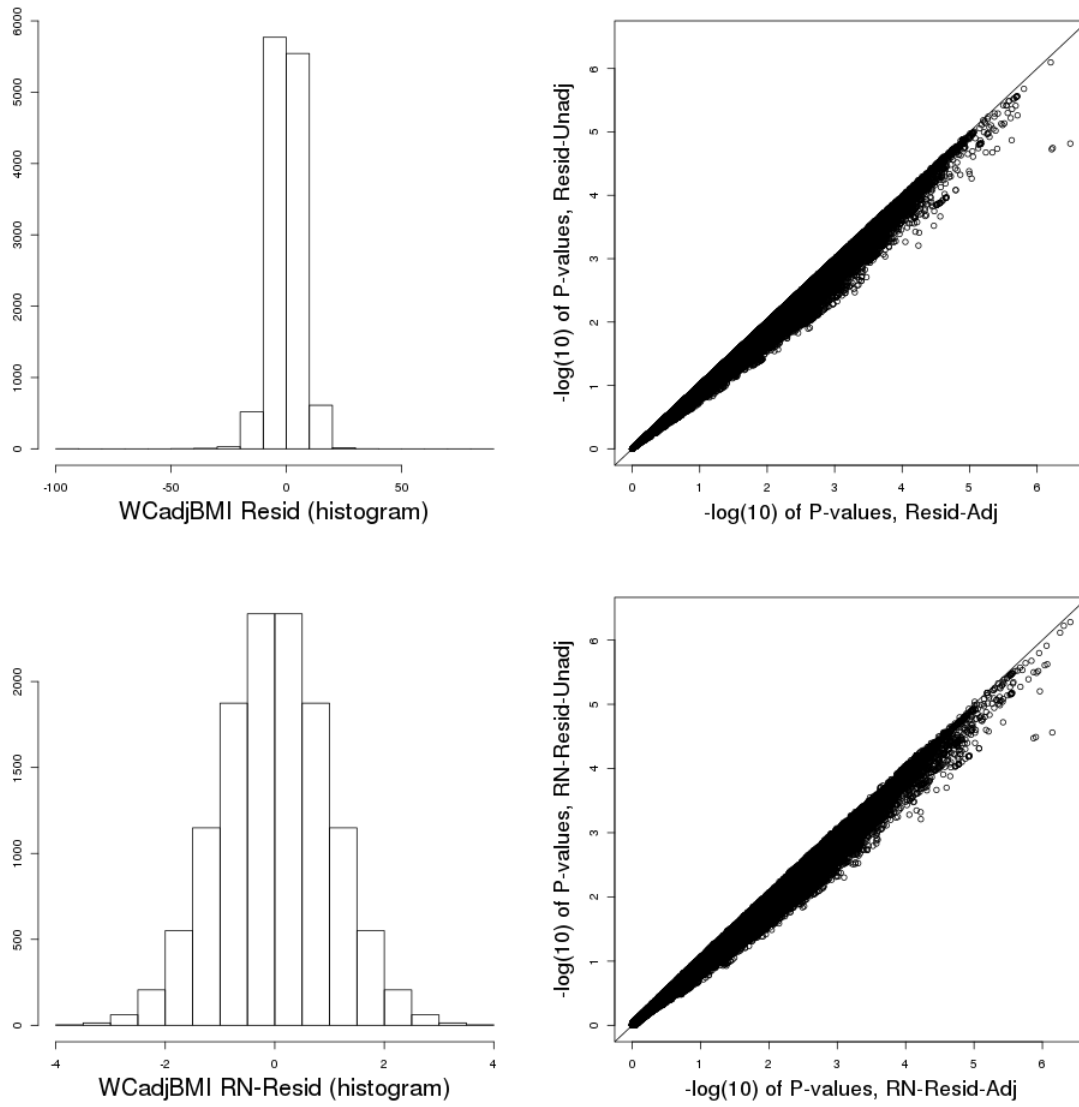 6000
5000
4000
3000
2000
1000
0
-100 -50 0 50
WCadjBMI Resid (histogram)
-log(10) of P-values, Resid-Unadj
6
5
4
3
2
1
0
0 1 2 3 4 5 6
-log(10) of P-values, Resid-Adj
2000
1500
1000
500
0
-4 -2 0 2 4
WCadjBMI RN-Resid (histogram)
-log(10) of P-values, RN-Resid-Unadj
6
5
4
3
2
1
0
0 1 2 3 4 5 6
-log(10) of P-values, RN-Resid-Adj